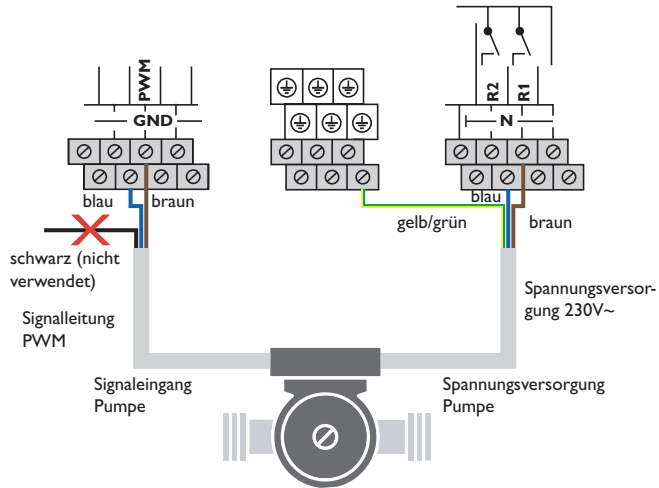 PWM
GND
R2
R1
N
blau
braun
blau
gelb/grün
braun
schwarz (nicht
verwendet)
Signalleitung
PWM
Spannungsversor-
gung 230V~
Signaleingang
Pumpe
Spannungsversorgung
Pumpe